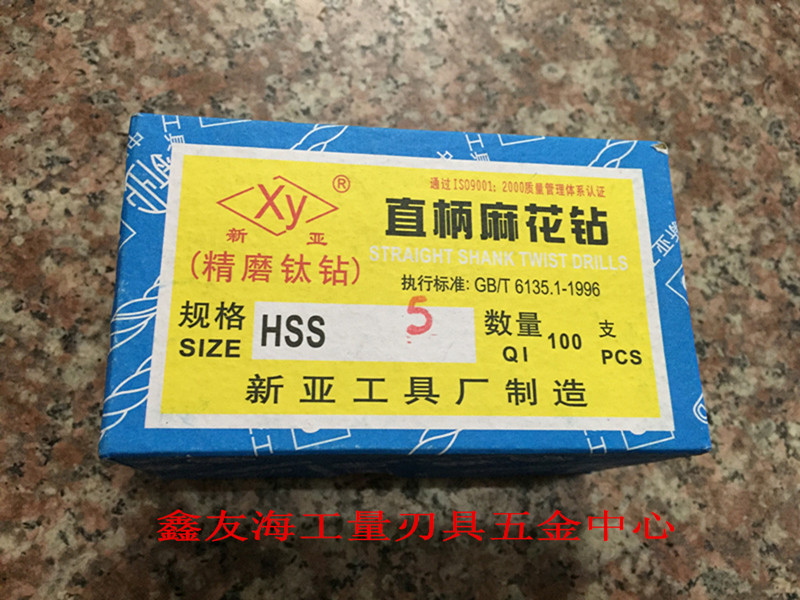 通过ISO9001：2000质量管理体系认证
Xy®
新亚
直柄麻花钻
STRAIGHT SHANK TWIST DRILLS
(精磨钛钻)
执行标准: GB/T 6135.1-1996
规格 HSS 5 数量 100 支
SIZE QI PCS
新亚工具厂制造
鑫友海工量刃具五金中心